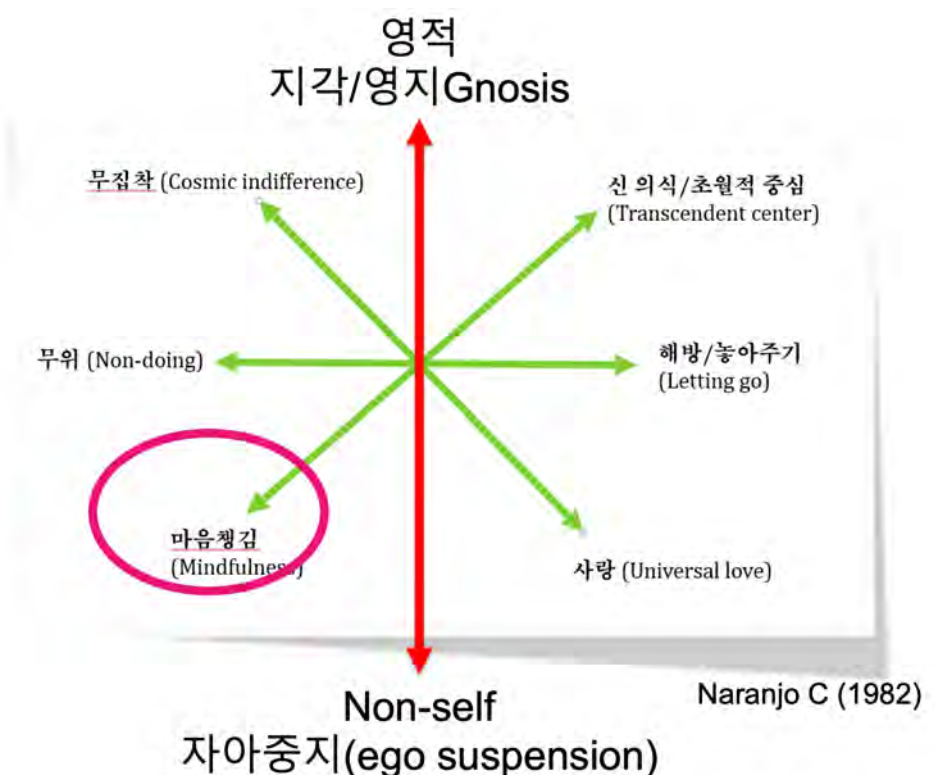 영적
지각/영지Gnosis
무집착 (Cosmic indifference)
신 의식/초월적 중심
(Transcendent center)
무위 (Non-doing)
해방/놓아주기
(Letting go)
마음챙김
(Mindfulness)
사랑 (Universal love)
Non-self
자아중지(ego suspension)
Naranjo C (1982)